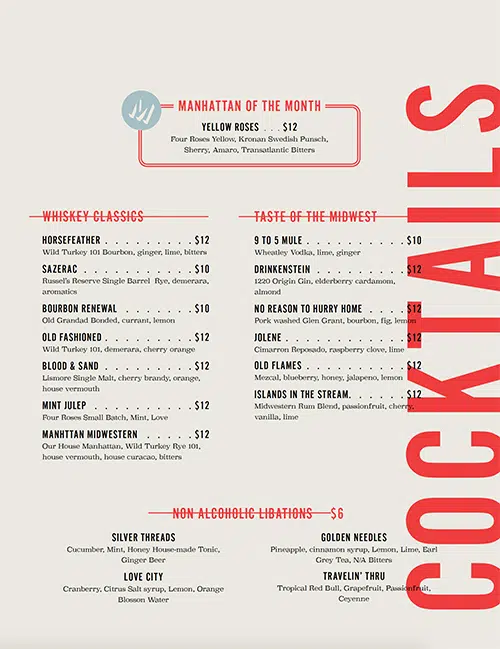 MANHATTAN OF THE MONTH
YELLOW ROSES . . . $12
Four Roses Yellow, Kronan Swedish Punsch,
Sherry, Amaro, Transatlantic Bitters
WHISKEY CLASSICS
HORSEFEATHER . . . . . . . . . $12
Wild Turkey 101 Bourbon, ginger, lime, bitters
SAZERAC . . . . . . . . . . . $10
Russel's Reserve Single Barrel Rye, demerara,
aromatics
BOURBON RENEWAL . . . . . . . $10
Old Grandad Bonded, currant, lemon
OLD FASHIONED . . . . . . . . . $12
Wild Turkey 101, demerara, cherry orange
BLOOD & SAND . . . . . . . . . $12
Lismore Single Malt, cherry brandy, orange,
house vermouth
MINT JULEP . . . . . . . . . . $12
Four Roses Small Batch, Mint, Love
MANHTTAN MIDWESTERN . . . . . $12
Our House Manhattan, Wild Turkey Rye 101,
house vermouth, house curacao, bitters
TASTE OF THE MIDWEST
9 TO 5 MULE . . . . . . . . . . $10
Wheatley Vodka, lime, ginger
DRINKENSTEIN . . . . . . . . . $12
1220 Origin Gin, elderberry cardamom,
almond
NO REASON TO HURRY HOME . . . . $12
Pork washed Glen Grant, bourbon, fig, lemon
JOLENE . . . . . . . . . . . . $12
Cimarron Reposado, raspberry clove, lime
OLD FLAMES . . . . . . . . . . $12
Mezcal, blueberry, honey, jalapeno, lemon
ISLANDS IN THE STREAM. . . . . . $12
Midwestern Rum Blend, passionfruit, cherry,
vanilla, lime
COCKTAILS
NON ALCOHOLIC LIBATIONS $6
SILVER THREADS
Cucumber, Mint, Honey House-made Tonic,
Ginger Beer
LOVE CITY
Cranberry, Citrus Salt syrup, Lemon, Orange
Blosson Water
GOLDEN NEEDLES
Pineapple, cinnamon syrup, Lemon, Lime, Earl
Grey Tea, N/A Bitters
TRAVELIN' THRU
Tropical Red Bull, Grapefruit, Passionfruit,
Ceyenne